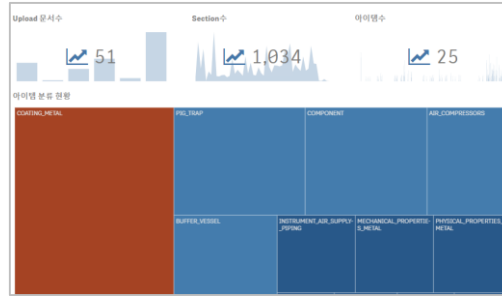 Upload 문서수
Section수
아이템수
51
1,034
25
아이템 분류 현황
COATING_METAL
PIG_TRAP
COMPONENT
AIR_COMPRESSORS
BUFFER_VESSEL
INSTRUMENT_AIR_SUPPLY-
_PIPING
MECHANICAL_PROPERTIE-
S_METAL
PHYSICAL_PROPERTIES_
METAL